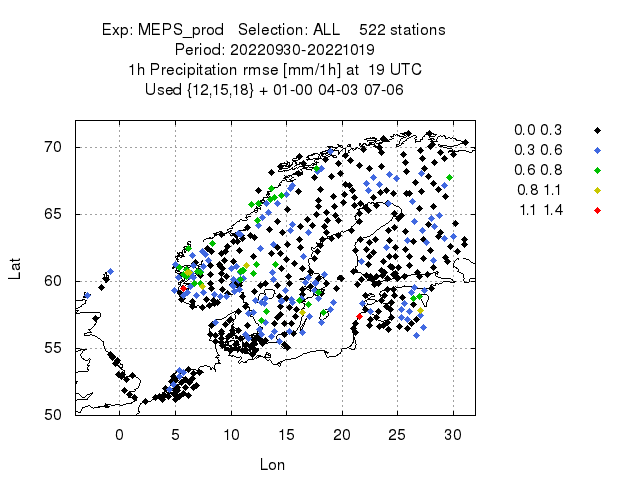 Exp: MEPS_prod Selection: ALL 522 stations
Period: 20220930-20221019
1h Precipitation rmse [mm/1h] at 19 UTC
Used {12,15,18} + 01-00 04-03 07-06
0.0 0.3
0.3 0.6
0.6 0.8
0.8 1.1
1.1 1.4
70
65
60
55
50
Lat
0 5 10 15 20 25 30
Lon